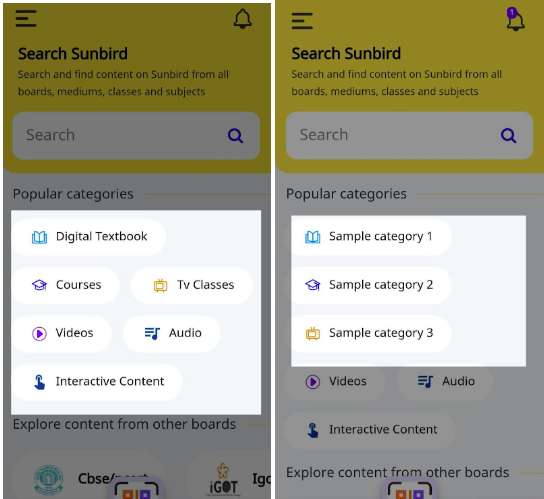 Search Sunbird
Search and find content on Sunbird from all
boards, mediums, classes and subjects
Search
Popular categories
Digital Textbook
Courses
Tv Classes
Videos
Audio
Interactive Content
Explore content from other boards
iGOT
Igo
1
Search Sunbird
Search and find content on Sunbird from all
boards, mediums, classes and subjects
Search
Popular categories
Sample category 1
Sample category 2
Sample category 3
Videos
Audio
Interactive Content
Explore content from other boards